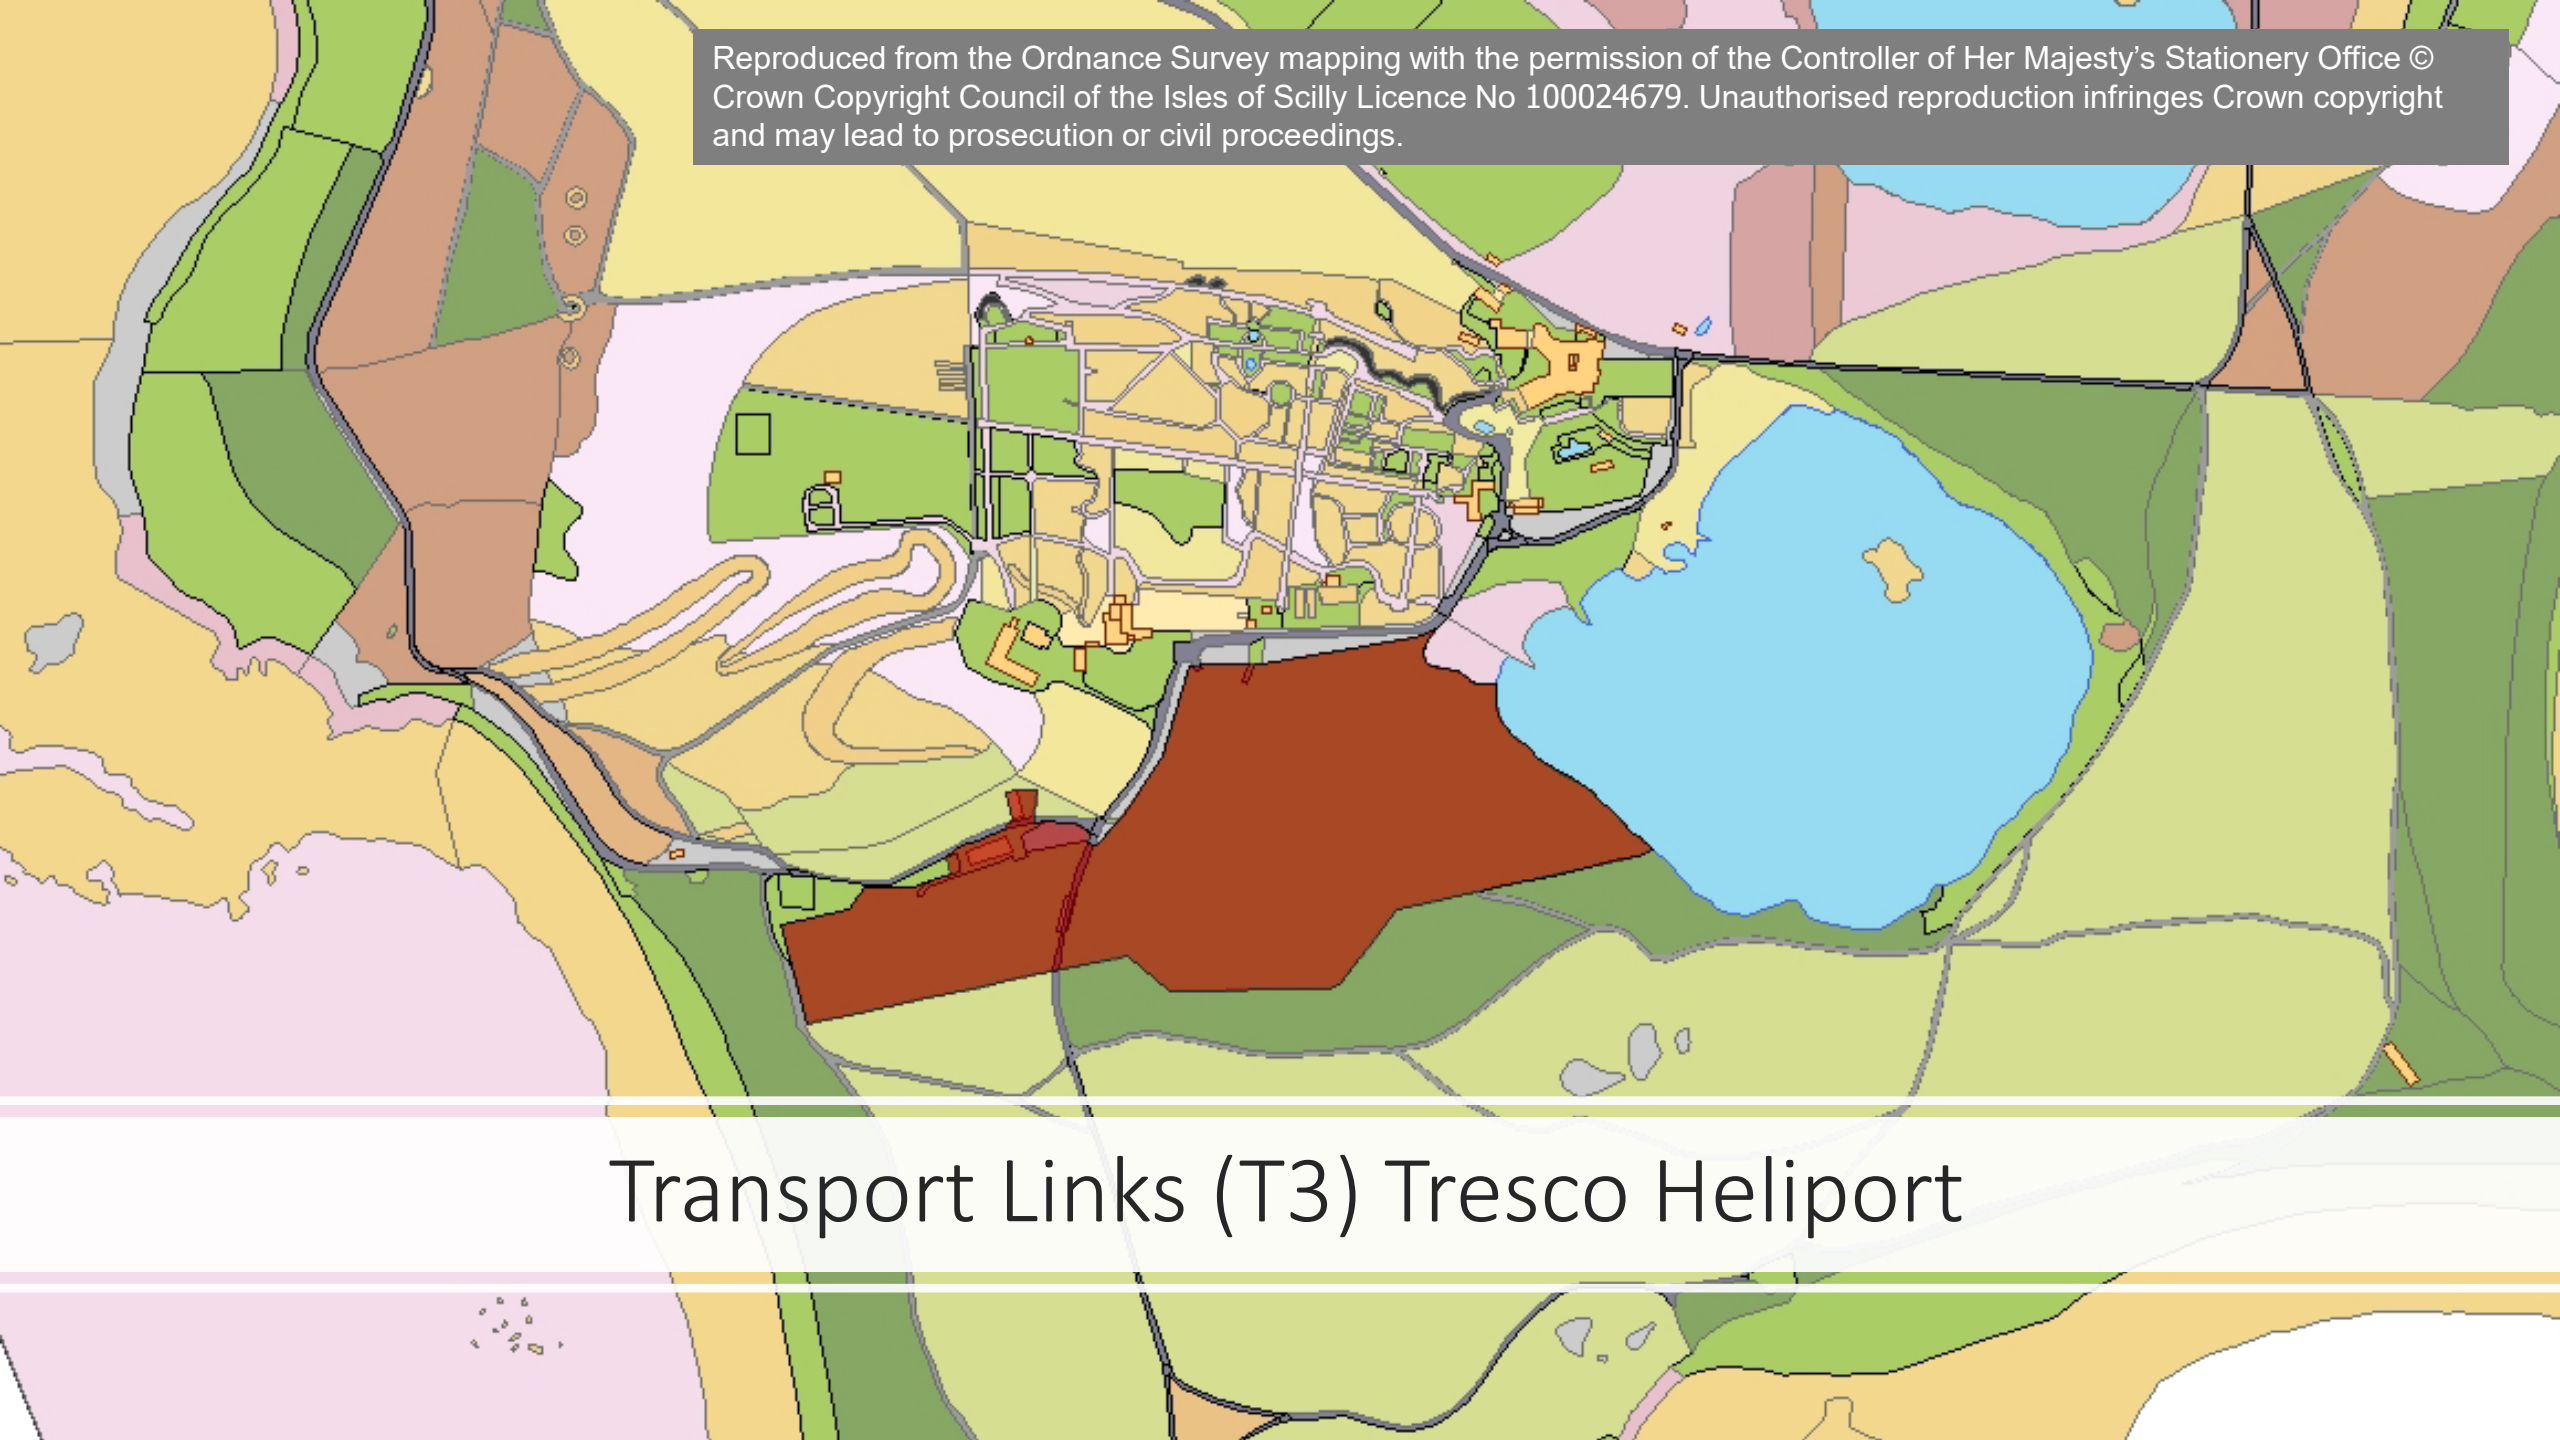 Reproduced from the Ordnance Survey mapping with the permission of the Controller of Her Majesty’s Stationery Office ©
Crown Copyright Council of the Isles of Scilly Licence No 100024679. Unauthorised reproduction infringes Crown copyright
and may lead to prosecution or civil proceedings.
Transport Links (T3) Tresco Heliport